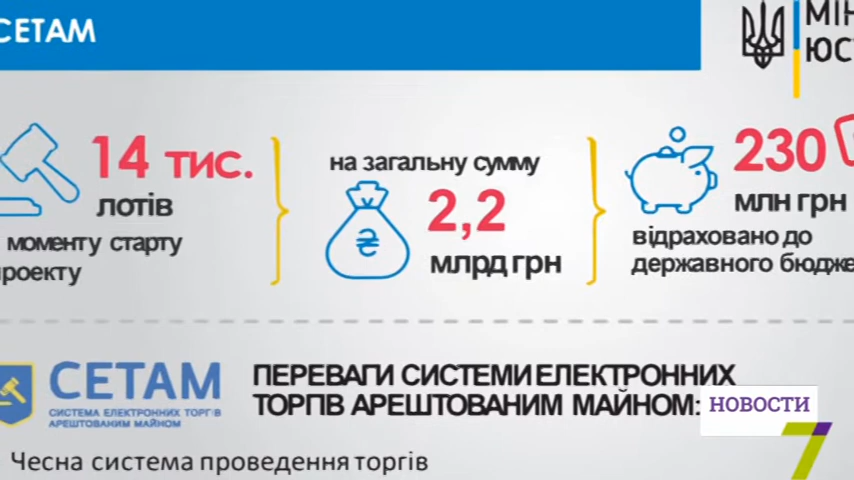 СЕТАМ
МІН
ЮС
14 тис.
лотів
моменту старту
проекту
на загальну сумму
2,2
млрд грн
230
млн грн
відраховано до
державного бюдже
СЕТАМ
СИСТЕМА ЕЛЕКТРОННИХ ТОРГІВ
АРЕШТОВАНИМ МАЙНОМ
ПЕРЕВАГИ СИСТЕМИ ЕЛЕКТРОННИХ
ТОРГІВ АРЕШТОВАНИМ МАЙНОМ:
НОВОСТИ
7
Чесна система проведення торгів